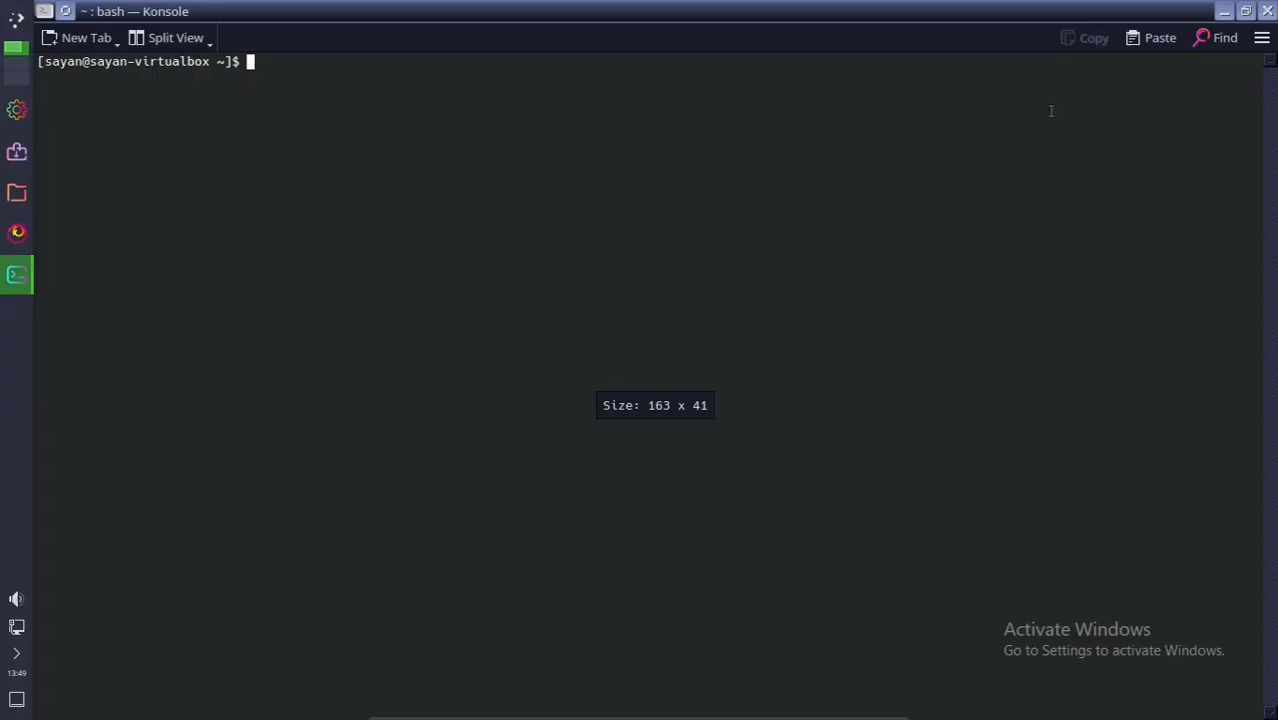 ~ : bash — Konsole
New Tab Split View Copy Paste Find
[sayan@sayan-virtualbox ~]$
Size: 163 x 41
Activate Windows
Go to Settings to activate Windows.
13:49